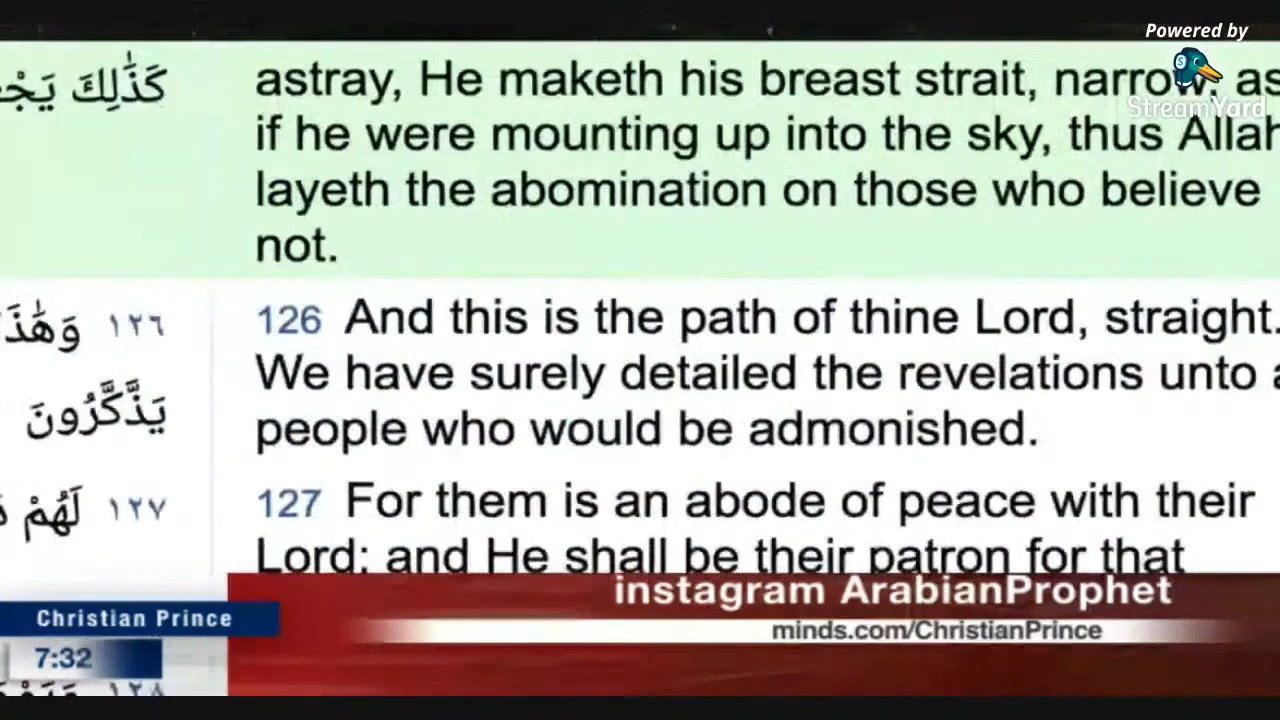 Powered by
StreamYard
كَذَٰلِكَ
astray, He maketh his breast strait, narrow, as
if he were mounting up into the sky, thus Allah
layeth the abomination on those who believe
not.
١٢٦
126 And this is the path of thine Lord, straight.
We have surely detailed the revelations unto
يَذَّكَّرُونَ
people who would be admonished.
١٢٧ لَهُمْ
127 For them is an abode of peace with their
Lord; and He shall be their patron for that
instagram ArabianProphet
Christian Prince
minds.com/ChristianPrince
7:32